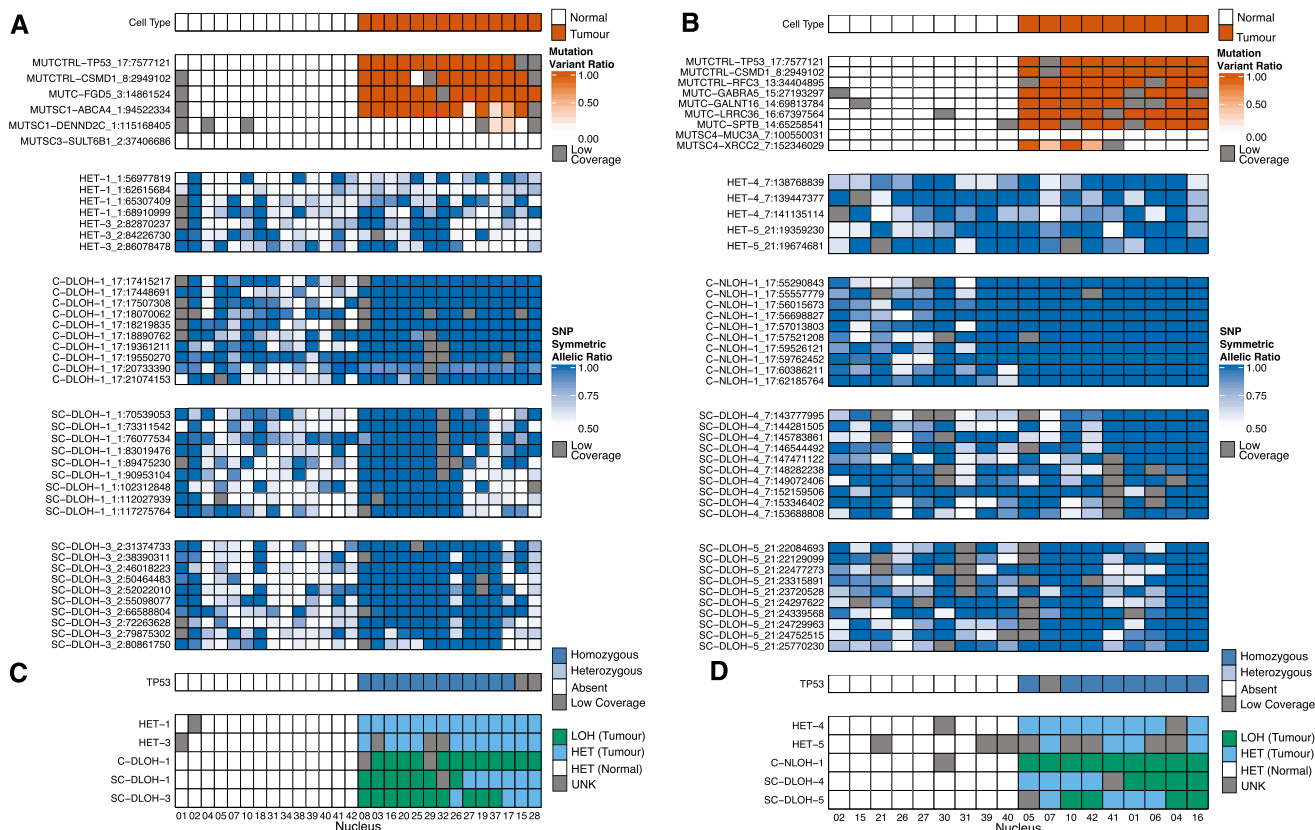 A
Cell Type
Normal
Tumour
MUTCTRL-TP53_17:7577121
MUTCTRL-CSMD1_8:2949102
MUTC-FGD5_3:14861524
MUTSC1-ABCA4_1:94522334
MUTSC1-DENND2C_1:115168405
MUTSC3-SULT6B1_2:37406686
Mutation
Variant Ratio
1.00
0.50
0.00
Low
Coverage
HET-1_1:56977819
HET-1_1:62615684
HET-1_1:65307409
HET-1_1:68910999
HET-3_2:82870237
HET-3_2:84226730
HET-3_2:86078478
C-DLOH-1_17:17415217
C-DLOH-1_17:17448691
C-DLOH-1_17:17507308
C-DLOH-1_17:18070062
C-DLOH-1_17:18219835
C-DLOH-1_17:18890762
C-DLOH-1_17:19361211
C-DLOH-1_17:19550270
C-DLOH-1_17:20733390
C-DLOH-1_17:21074153
SNP
Symmetric
Allelic Ratio
1.00
0.75
0.50
Low
Coverage
SC-DLOH-1_1:70539053
SC-DLOH-1_1:73311542
SC-DLOH-1_1:76077534
SC-DLOH-1_1:83019476
SC-DLOH-1_1:89475230
SC-DLOH-1_1:90953104
SC-DLOH-1_1:102312848
SC-DLOH-1_1:112027939
SC-DLOH-1_1:117275764
SC-DLOH-3_2:31374733
SC-DLOH-3_2:38390311
SC-DLOH-3_2:46018223
SC-DLOH-3_2:50464483
SC-DLOH-3_2:52022010
SC-DLOH-3_2:55098077
SC-DLOH-3_2:66588804
SC-DLOH-3_2:72263628
SC-DLOH-3_2:79875302
SC-DLOH-3_2:80861750
B
Cell Type
Normal
Tumour
MUTCTRL-TP53_17:7577121
MUTCTRL-CSMD1_8:2949102
MUTCTRL-RFC3_13:34404895
MUTC-GABRA5_15:27193297
MUTC-GALNT16_14:69813784
MUTC-LRRC36_16:67397564
MUTC-SPTB_14:65258541
MUTSC4-MUC3A_7:100550031
MUTSC4-XRCC2_7:152346029
Mutation
Variant Ratio
1.00
0.50
0.00
Low
Coverage
HET-4_7:138768839
HET-4_7:139447377
HET-4_7:141135114
HET-5_21:19359230
HET-5_21:19674681
C-NLOH-1_17:55290843
C-NLOH-1_17:55557779
C-NLOH-1_17:56015673
C-NLOH-1_17:56698827
C-NLOH-1_17:57013803
C-NLOH-1_17:57521208
C-NLOH-1_17:59526121
C-NLOH-1_17:59762452
C-NLOH-1_17:60386211
C-NLOH-1_17:62185764
SNP
Symmetric
Allelic Ratio
1.00
0.75
0.50
Low
Coverage
SC-DLOH-4_7:143777995
SC-DLOH-4_7:144281505
SC-DLOH-4_7:145783861
SC-DLOH-4_7:146544492
SC-DLOH-4_7:147471122
SC-DLOH-4_7:148282238
SC-DLOH-4_7:149072406
SC-DLOH-4_7:152159506
SC-DLOH-4_7:153346402
SC-DLOH-4_7:153688808
SC-DLOH-5_21:22084693
SC-DLOH-5_21:22129099
SC-DLOH-5_21:22477273
SC-DLOH-5_21:23315891
SC-DLOH-5_21:23720528
SC-DLOH-5_21:24297622
SC-DLOH-5_21:24339568
SC-DLOH-5_21:24729963
SC-DLOH-5_21:24752515
SC-DLOH-5_21:25770230
C
TP53
Homozygous
Heterozygous
Absent
Low Coverage
HET-1
HET-3
C-DLOH-1
SC-DLOH-1
SC-DLOH-3
LOH (Tumour)
HET (Tumour)
HET (Normal)
UNK
01 02 04 05 07 10 18 31 34 38 39 40 41 42 08 03 16 20 25 29 32 26 27 19 37 17 15 28
Nucleus
D
TP53
Homozygous
Heterozygous
Absent
Low Coverage
HET-4
HET-5
C-NLOH-1
SC-DLOH-4
SC-DLOH-5
LOH (Tumour)
HET (Tumour)
HET (Normal)
UNK
02 15 21 26 27 30 31 39 40 05 07 10 42 41 01 06 04 16
Nucleus